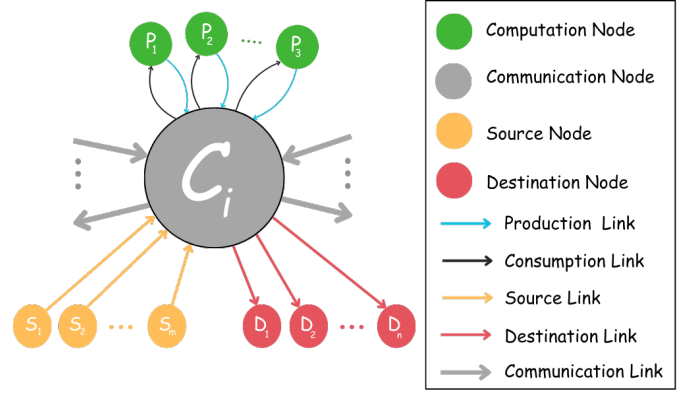 P1
P2
P3
Ci
S1
S2
Sm
D1
D2
Dn
Computation Node
Communication Node
Source Node
Destination Node
Production Link
Consumption Link
Source Link
Destination Link
Communication Link